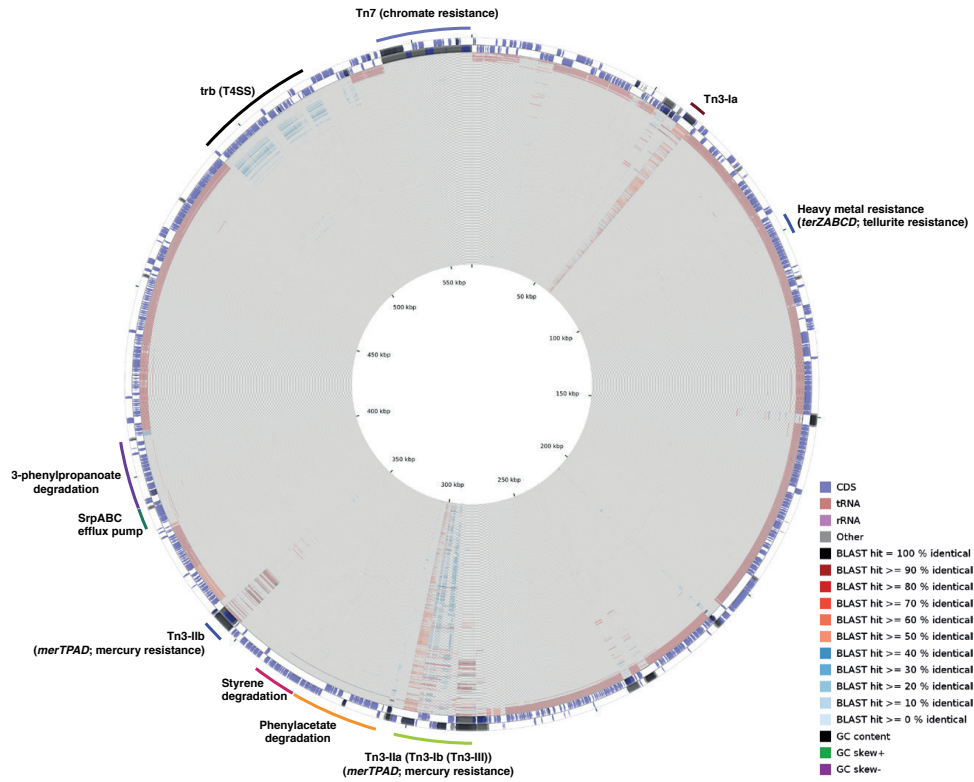 Tn7 (chromate resistance)
trb (T4SS)
Tn3-Ia
Heavy metal resistance
(terZABCD; tellurite resistance)
550 kbp
50 kbp
500 kbp
100 kbp
450 kbp
150 kbp
400 kbp
200 kbp
350 kbp
250 kbp
300 kbp
3-phenylpropanoate
degradation
SrpABC
efflux pump
Tn3-IIb
(merTPAD; mercury resistance)
Styrene
degradation
Phenylacetate
degradation
Tn3-IIa (Tn3-Ib (Tn3-III))
(merTPAD; mercury resistance)
CDS
tRNA
rRNA
Other
BLAST hit = 100 % identical
BLAST hit >= 90 % identical
BLAST hit >= 80 % identical
BLAST hit >= 70 % identical
BLAST hit >= 60 % identical
BLAST hit >= 50 % identical
BLAST hit >= 40 % identical
BLAST hit >= 30 % identical
BLAST hit >= 20 % identical
BLAST hit >= 10 % identical
BLAST hit >= 0 % identical
GC content
GC skew+
GC skew-